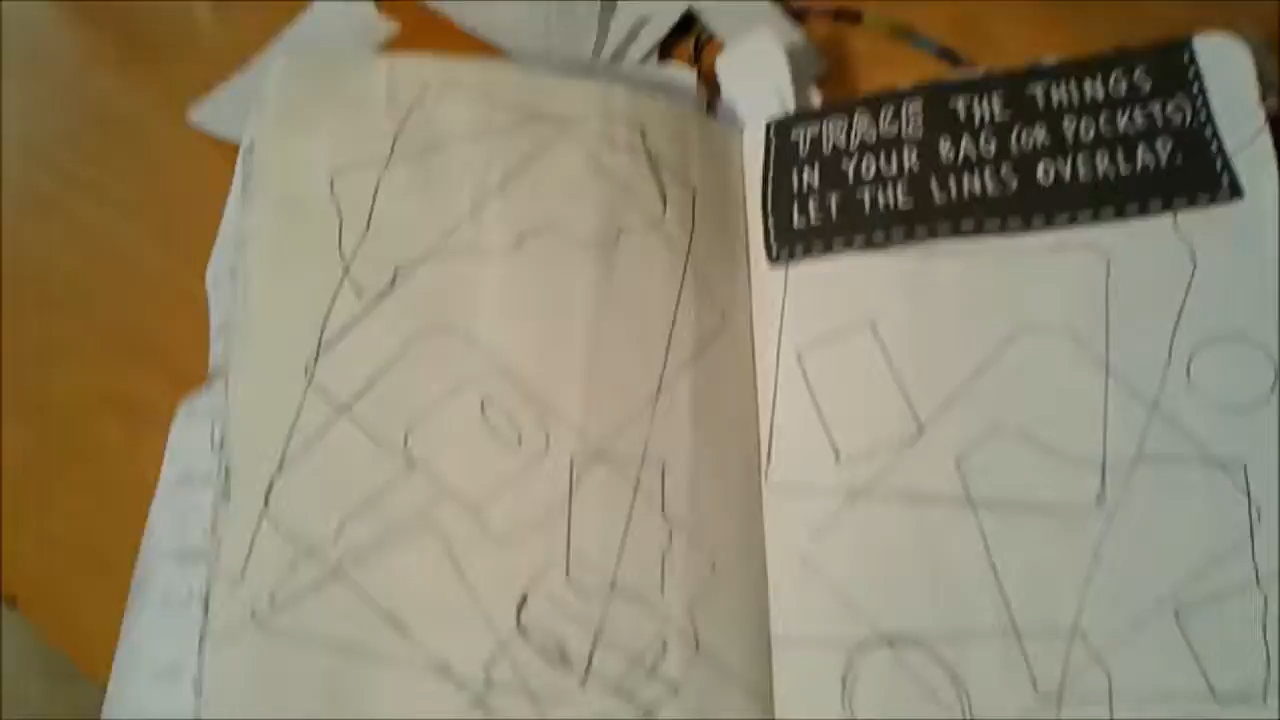 TRACE THE THINGS
IN YOUR BAG (OR POCKETS).
LET THE LINES OVERLAP.